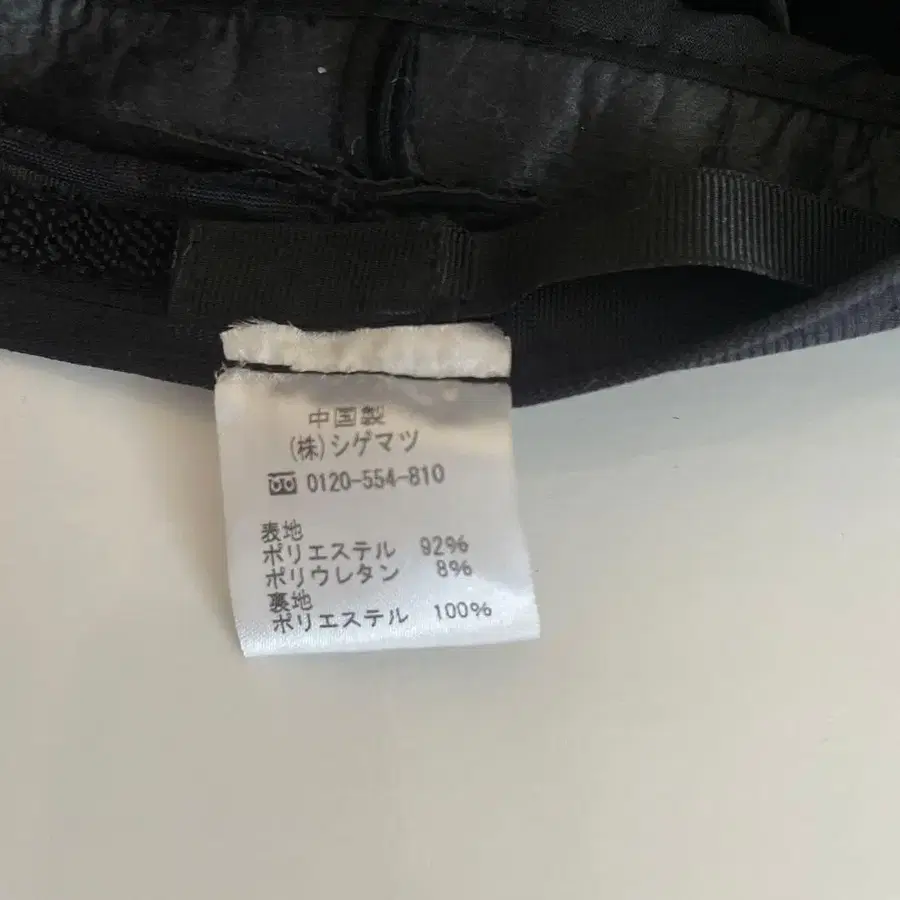 中国製
(株)シゲマツ
0120-554-810
表地
ポリエステル 92%
ポリウレタン 8%
裏地
ポリエステル 100%